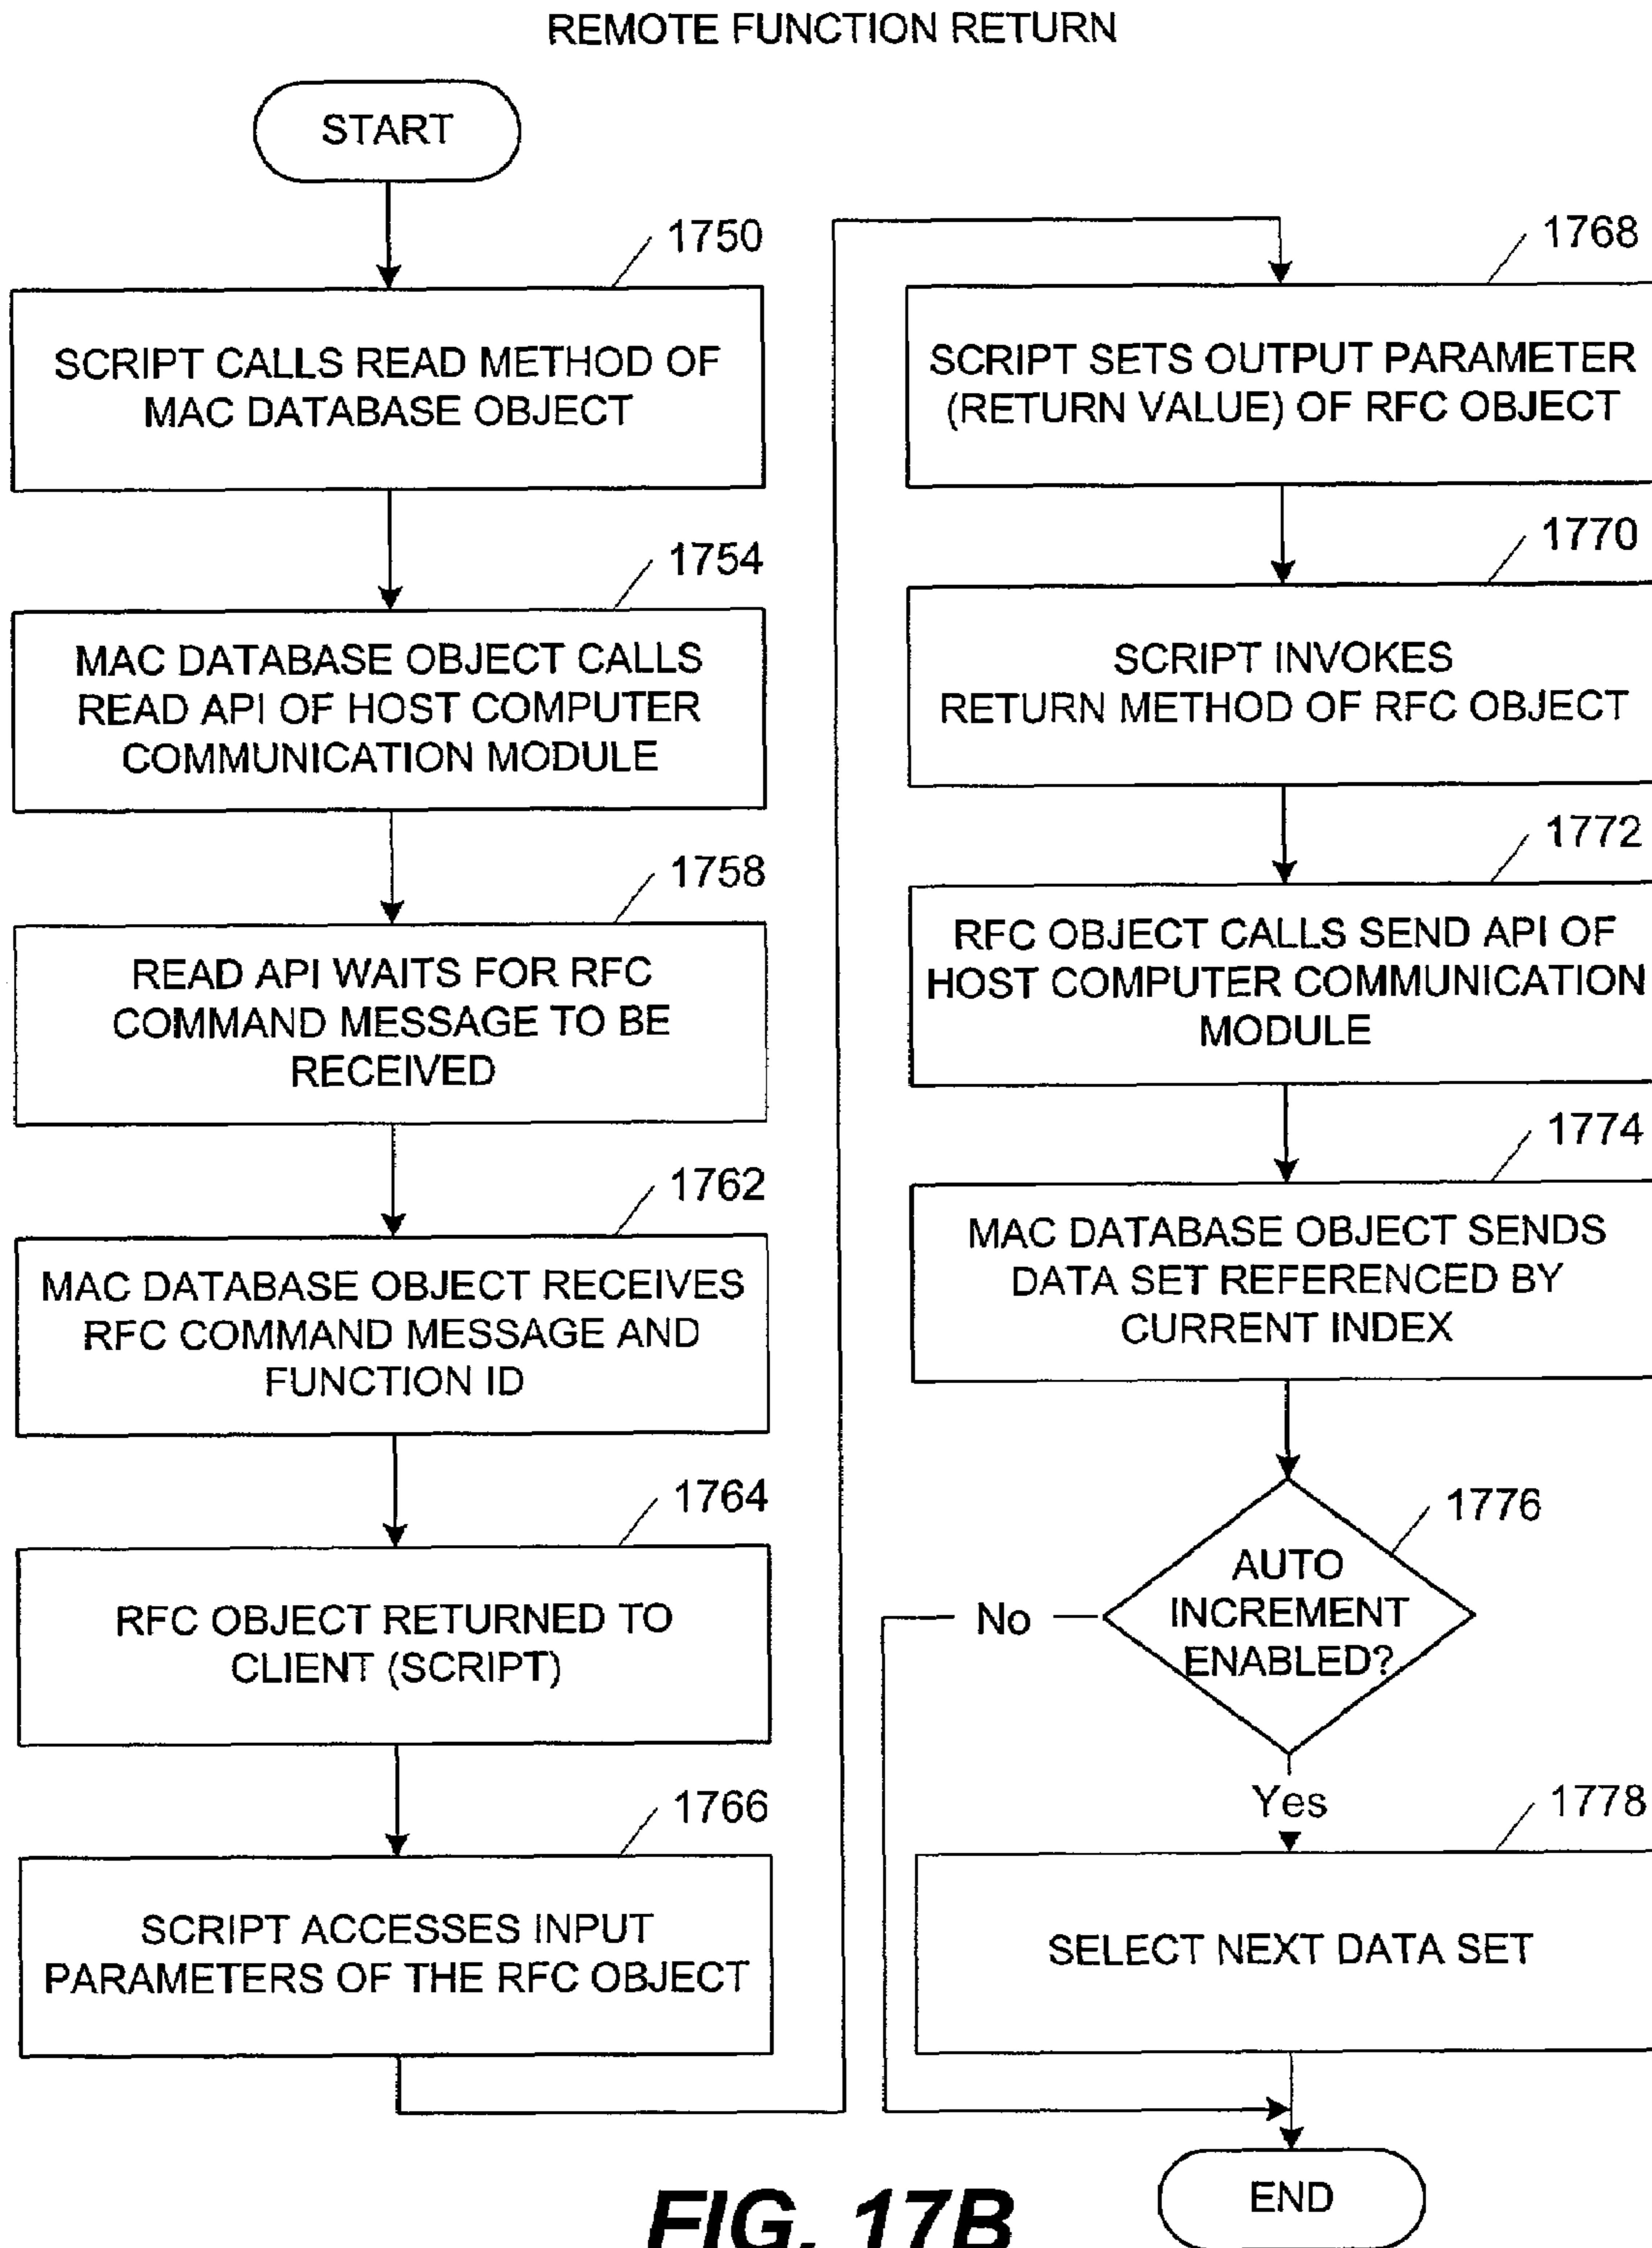 REMOTE FUNCTION RETURN
START
1750
SCRIPT CALLS READ METHOD OF
MAC DATABASE OBJECT
1754
MAC DATABASE OBJECT CALLS
READ API OF HOST COMPUTER
COMMUNICATION MODULE
1758
READ API WAITS FOR RFC
COMMAND MESSAGE TO BE
RECEIVED
1762
MAC DATABASE OBJECT RECEIVES
RFC COMMAND MESSAGE AND
FUNCTION ID
1764
RFC OBJECT RETURNED TO
CLIENT (SCRIPT)
1766
SCRIPT ACCESSES INPUT
PARAMETERS OF THE RFC OBJECT
1768
SCRIPT SETS OUTPUT PARAMETER
(RETURN VALUE) OF RFC OBJECT
1770
SCRIPT INVOKES
RETURN METHOD OF RFC OBJECT
1772
RFC OBJECT CALLS SEND API OF
HOST COMPUTER COMMUNICATION
MODULE
1774
MAC DATABASE OBJECT SENDS
DATA SET REFERENCED BY
CURRENT INDEX
1776
AUTO
INCREMENT
ENABLED?
No
Yes
1778
SELECT NEXT DATA SET
END
FIG. 17B